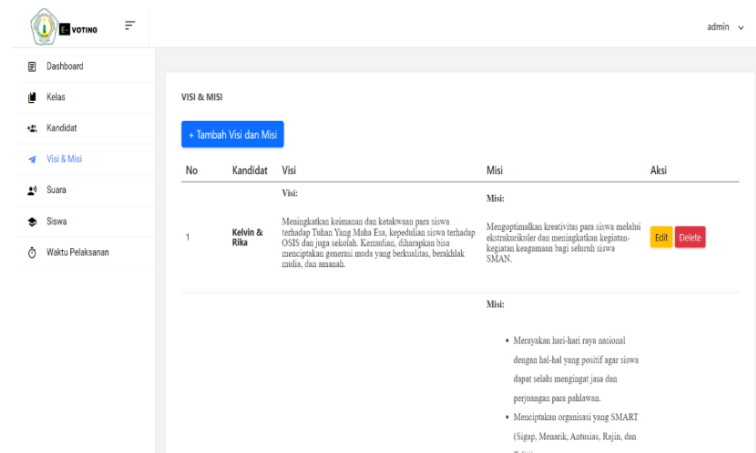 E- VOTING
admin
Dashboard
Kelas
Kandidat
Visi & Misi
Suara
Siswa
Waktu Pelaksanan
VISI & MISI
+ Tambah Visi dan Misi
No Kandidat Visi Misi Aksi
1
Kelvin &
Rika
Visi:
Meningkatkan keimanan dan ketakwaan para siswa
terhadap Tuhan Yang Maha Esa, kepedulian siswa terhadap
OSIS dan juga sekolah. Kemudian, diharapkan bisa
menciptakan generasi muda yang berkualitas, berakhlak
mulia, dan amanah.
Misi:
Mengoptimalkan kreativitas para siswa melalui
ekstrakurikuler dan meningkatkan kegiatan-
kegiatan keagamaan bagi seluruh siswa
SMAN.
Edit Delete
Misi:
• Merayakan hari-hari raya nasional
dengan hal-hal yang positif agar siswa
dapat selalu mengingat jasa dan
perjuangan para pahlawan.
• Menciptakan organisasi yang SMART
(Sigap, Menarik, Antusias, Rajin, dan